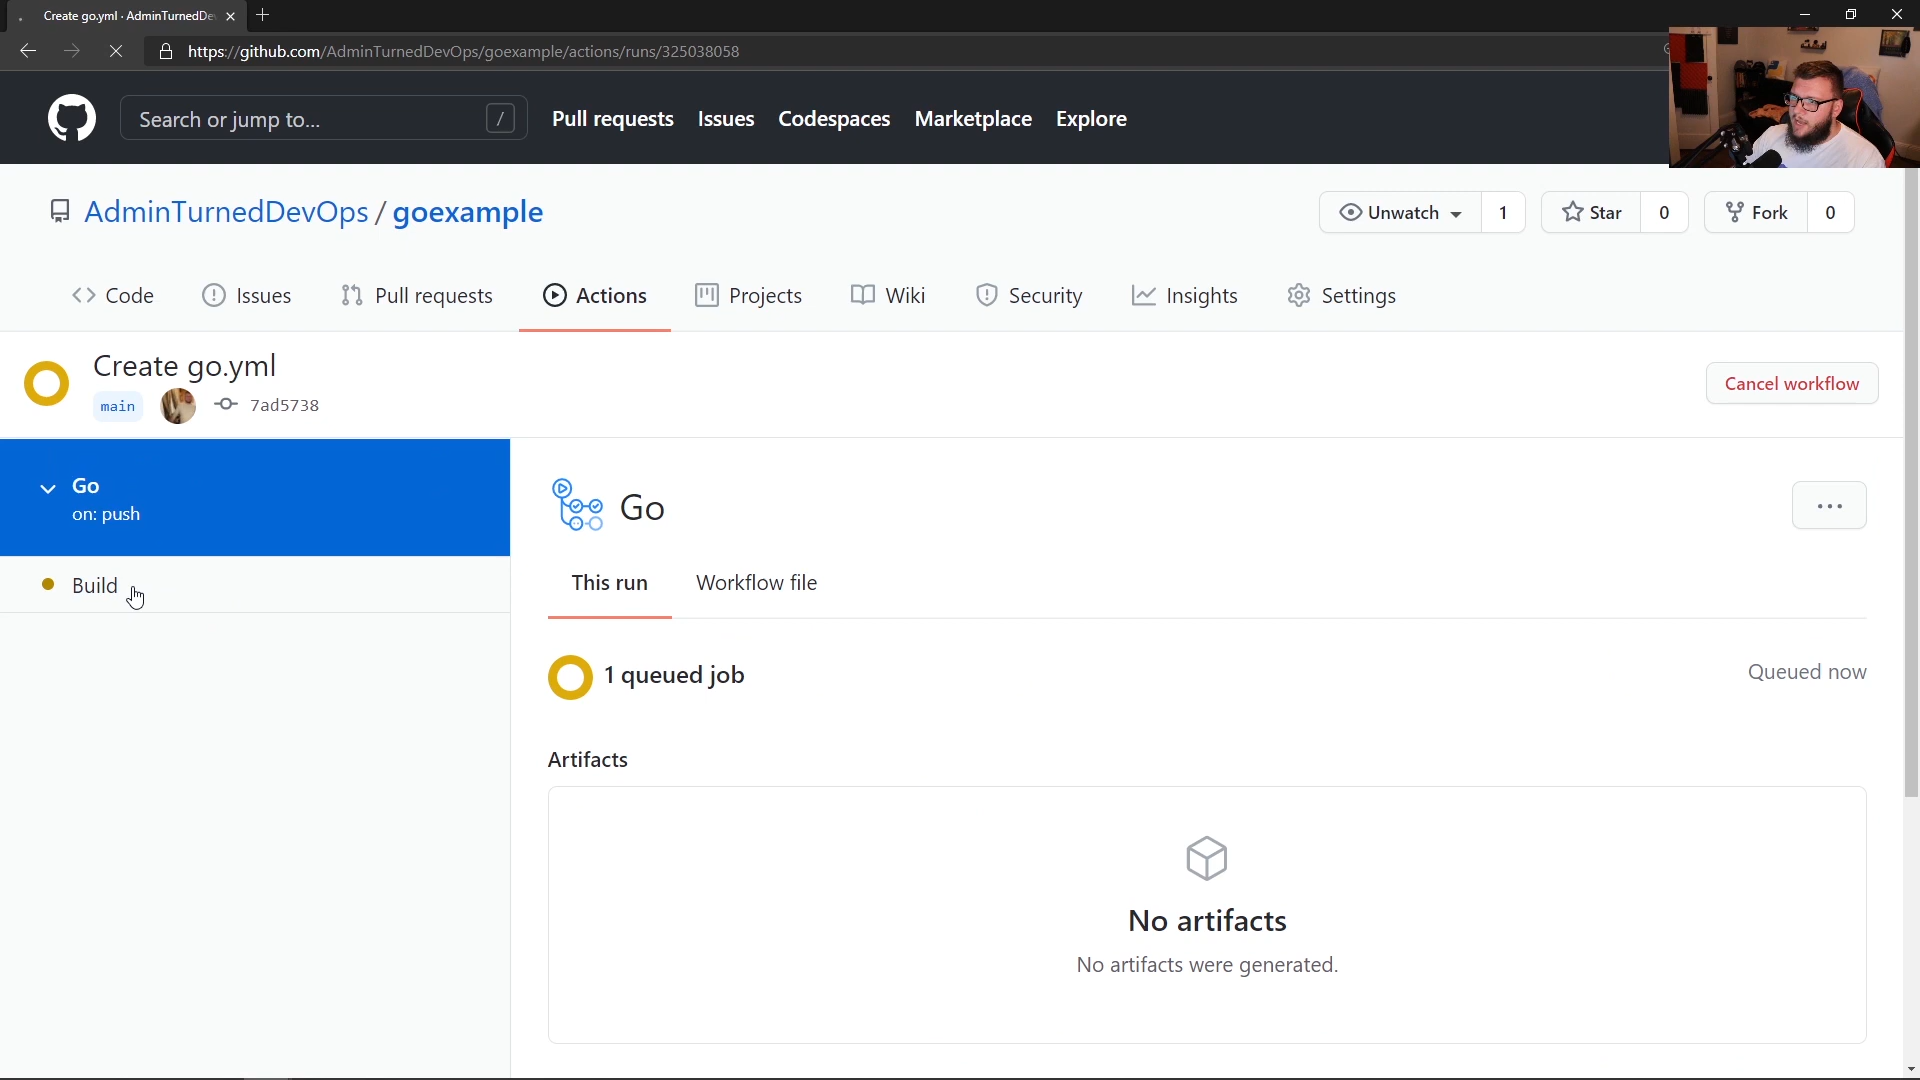 Create go.yml · AdminTurnedDe
https://github.com/AdminTurnedDevOps/goexample/actions/runs/325038058
Search or jump to...
/
Pull requests
Issues
Codespaces
Marketplace
Explore
AdminTurnedDevOps / goexample
Unwatch
1
Star
0
Fork
0
Code
Issues
Pull requests
Actions
Projects
Wiki
Security
Insights
Settings
Create go.yml
main
7ad5738
Cancel workflow
Go
on: push
Build
Go
...
This run
Workflow file
1 queued job
Queued now
Artifacts
No artifacts
No artifacts were generated.